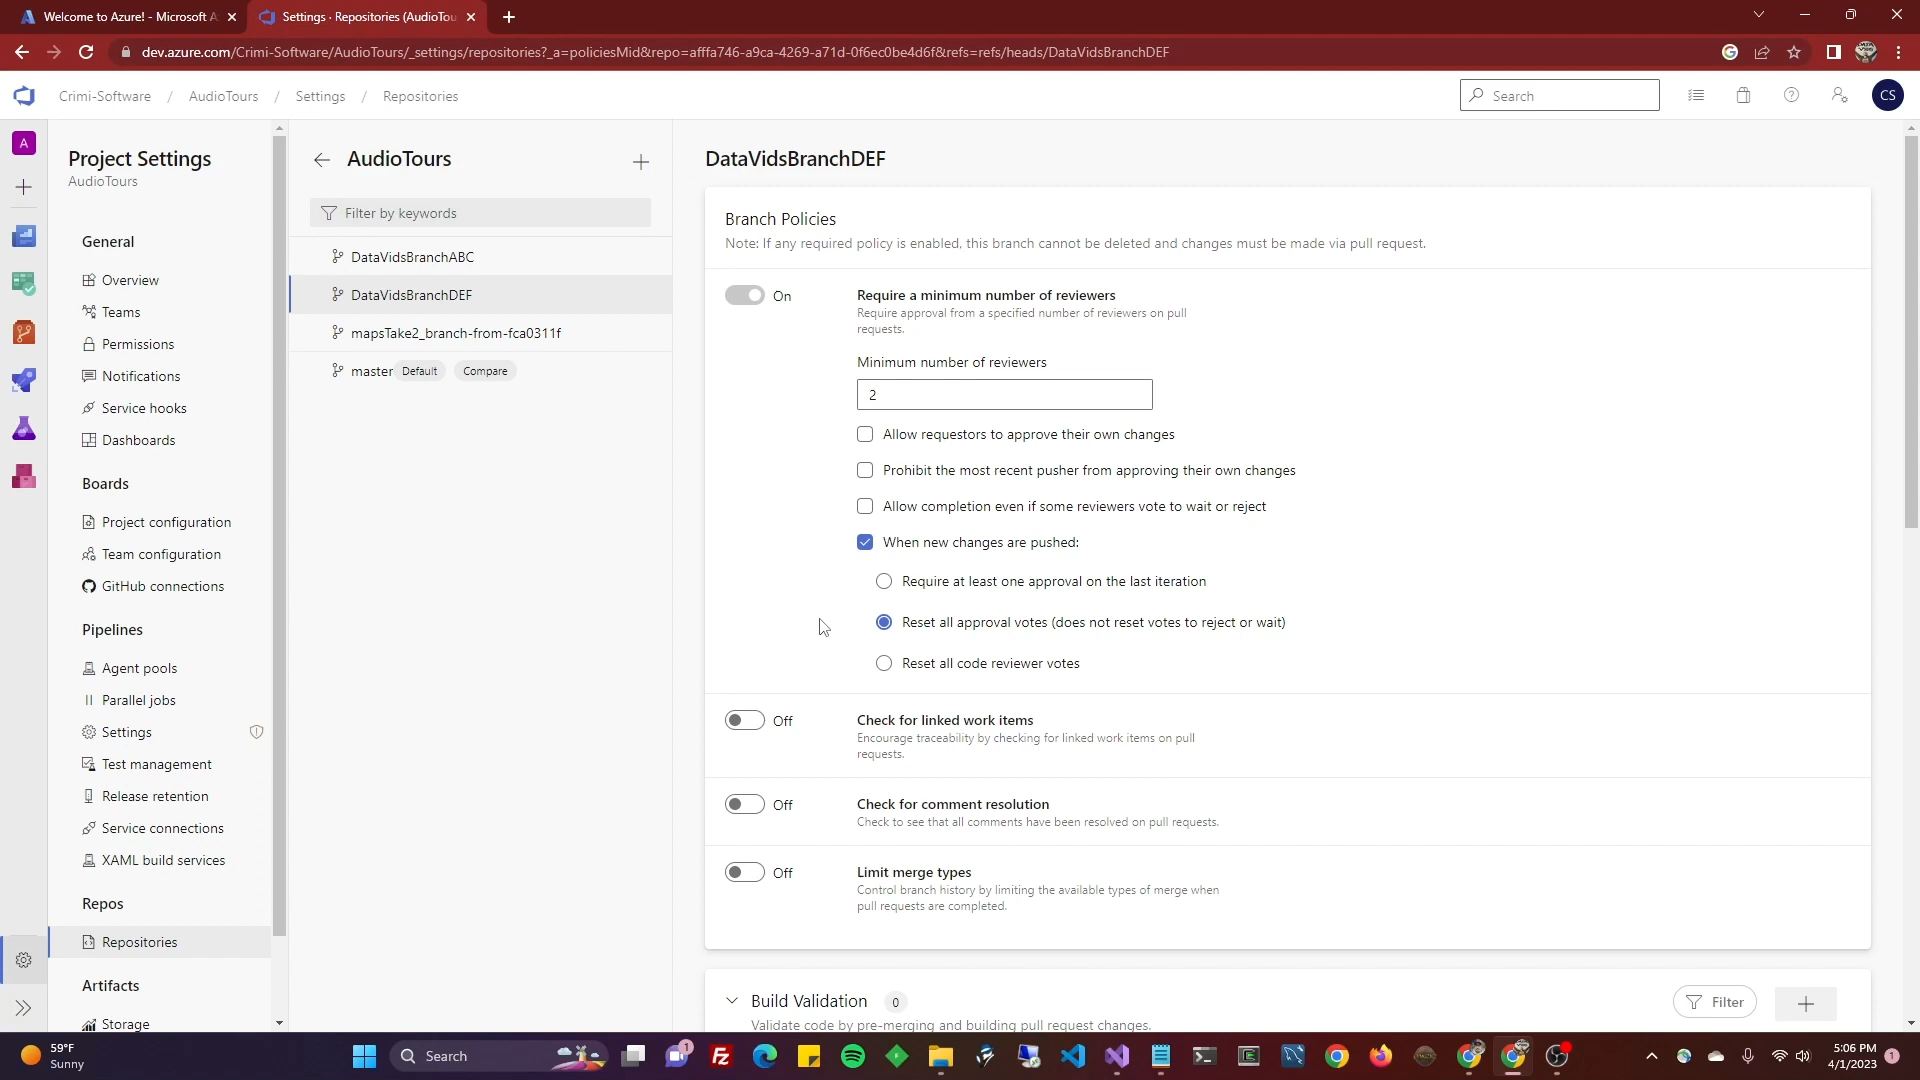 Welcome to Azure! - Microsoft A
Settings · Repositories (AudioTou
dev.azure.com/Crimi-Software/AudioTours/_settings/repositories?_a=policiesMid&repo=afffa746-a9ca-4269-a71d-0f6ec0be4d6f&refs=refs/heads/DataVidsBranchDEF
Crimi-Software / AudioTours / Settings / Repositories
Search
CS
A
Project Settings
AudioTours
General
Overview
Teams
Permissions
Notifications
Service hooks
Dashboards
Boards
Project configuration
Team configuration
GitHub connections
Pipelines
Agent pools
Parallel jobs
Settings
Test management
Release retention
Service connections
XAML build services
Repos
Repositories
Artifacts
Storage
AudioTours
Filter by keywords
DataVidsBranchABC
DataVidsBranchDEF
mapsTake2_branch-from-fca0311f
master Default Compare
DataVidsBranchDEF
Branch Policies
Note: If any required policy is enabled, this branch cannot be deleted and changes must be made via pull request.
On
Require a minimum number of reviewers
Require approval from a specified number of reviewers on pull
requests.
Minimum number of reviewers
2
Allow requestors to approve their own changes
Prohibit the most recent pusher from approving their own changes
Allow completion even if some reviewers vote to wait or reject
When new changes are pushed:
Require at least one approval on the last iteration
Reset all approval votes (does not reset votes to reject or wait)
Reset all code reviewer votes
Off
Check for linked work items
Encourage traceability by checking for linked work items on pull
requests.
Off
Check for comment resolution
Check to see that all comments have been resolved on pull requests.
Off
Limit merge types
Control branch history by limiting the available types of merge when
pull requests are completed.
Build Validation 0
Filter
Validate code by pre-merging and building pull request changes.
59°F
Sunny
Search
1
5:06 PM
4/1/2023
1